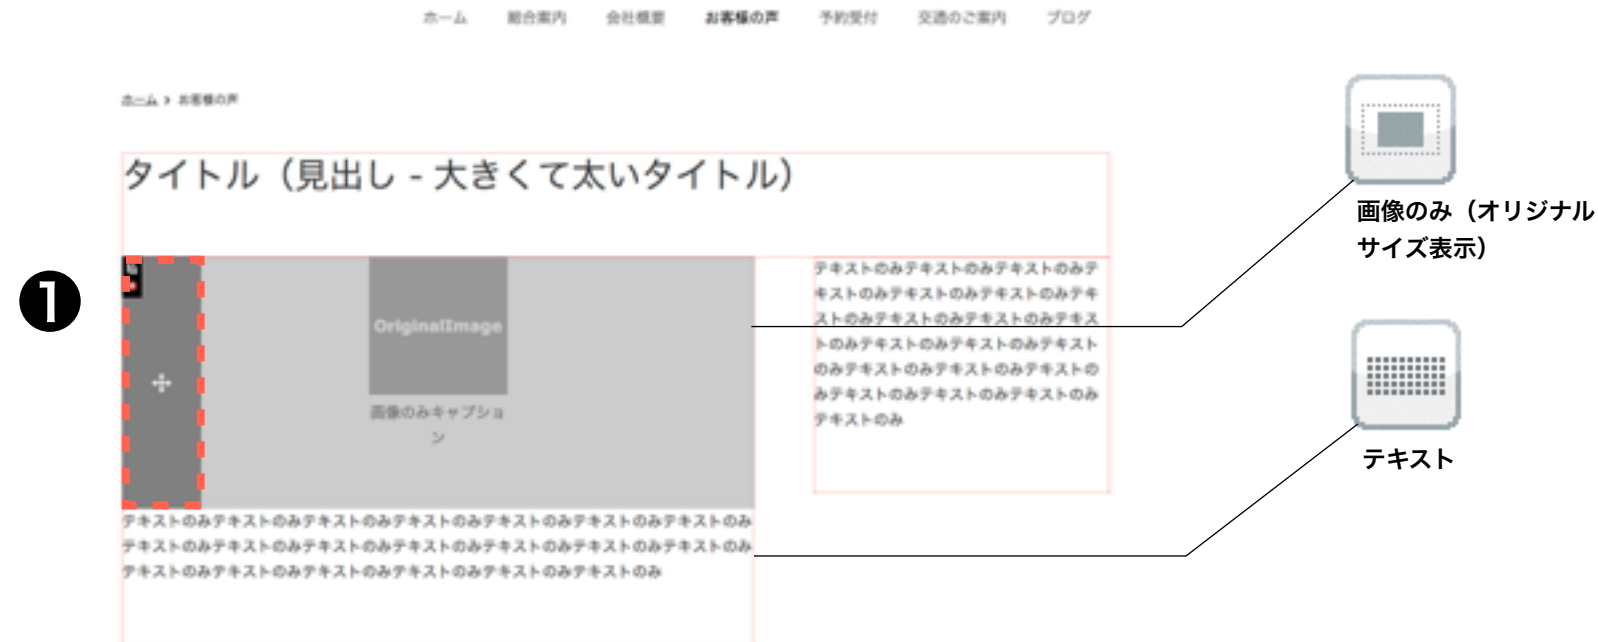 ホーム 総合案内 会社概要 お客様の声 予約受付 交通のご案内 ブログ
ホーム › お客様の声
タイトル（見出し - 大きくて太いタイトル）
画像のみ（オリジナル
サイズ表示）
1
OriginalImage
画像のみキャプショ
ン
テキストのみテキストのみテキストのみテ
キストのみテキストのみテキストのみテキ
ストのみテキストのみテキストのみテキス
トのみテキストのみテキストのみテキスト
のみテキストのみテキストのみテキストの
みテキストのみテキストのみテキストのみ
テキストのみ
テキスト
テキストのみテキストのみテキストのみテキストのみテキストのみテキストのみテキストのみ
テキストのみテキストのみテキストのみテキストのみテキストのみテキストのみテキストのみ
テキストのみテキストのみテキストのみテキストのみテキストのみテキストのみ